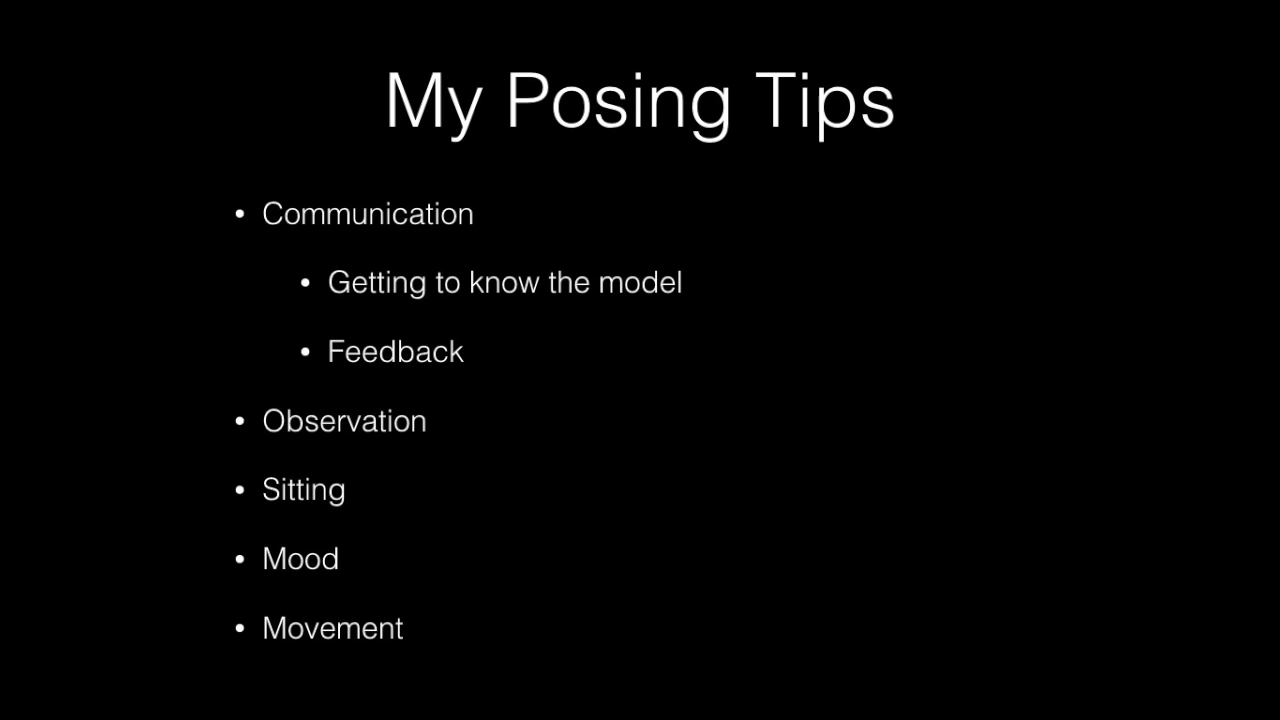 My Posing Tips
• Communication
• Getting to know the model
• Feedback
• Observation
• Sitting
• Mood
• Movement